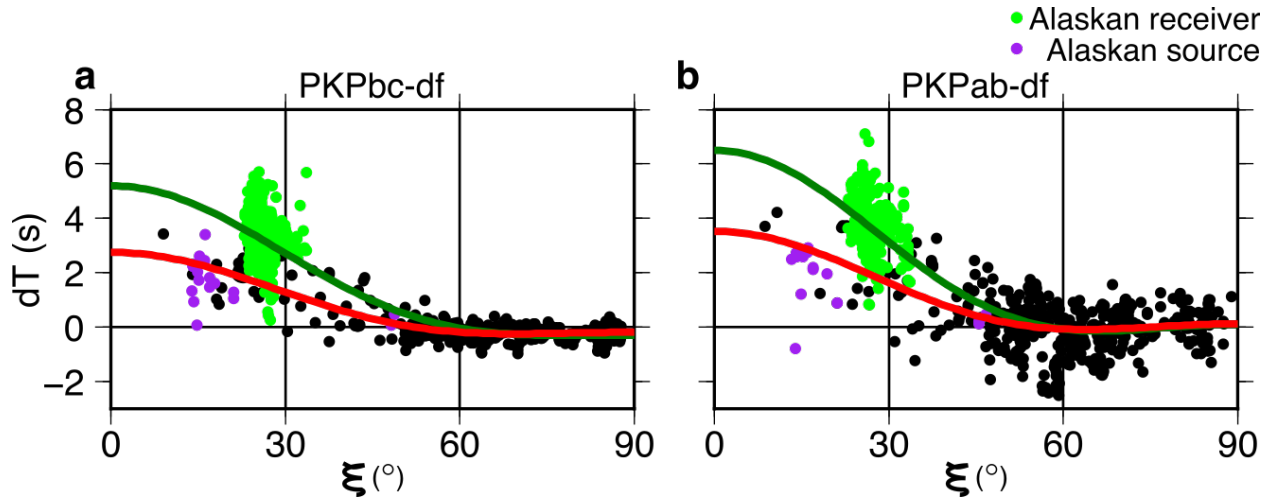 Alaskan receiver
Alaskan source
a PKPbc-df
b PKPab-df
dT (s)
8
6
4
2
0
−2
0 30 60 90
0 30 60 90
ξ (°)
ξ (°)